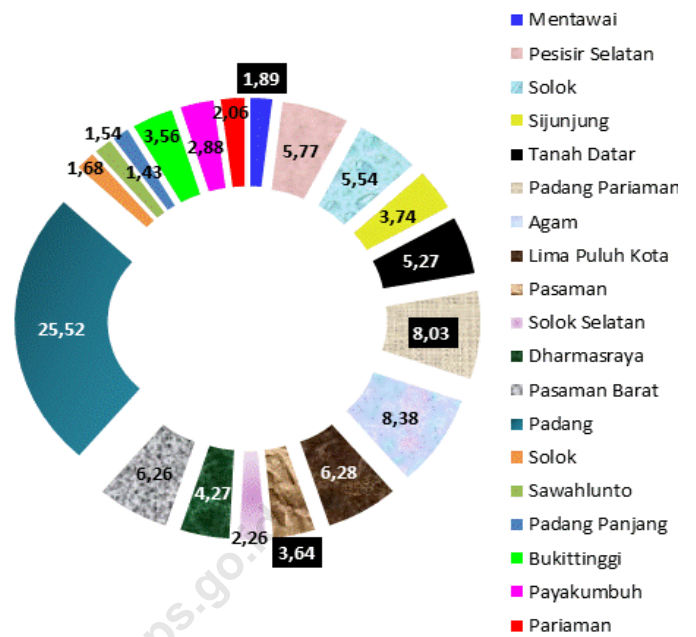 Mentawai
Pesisir Selatan
Solok
Sijunjung
Tanah Datar
Padang Pariaman
Agam
Lima Puluh Kota
Pasaman
Solok Selatan
Dharmasraya
Pasaman Barat
Padang
Solok
Sawahlunto
Padang Panjang
Bukittinggi
Payakumbuh
Pariaman
1,89
5,77
5,54
3,74
5,27
8,03
8,38
6,28
3,64
2,26
4,27
6,26
25,52
1,68
1,54
1,43
3,56
2,88
2,06